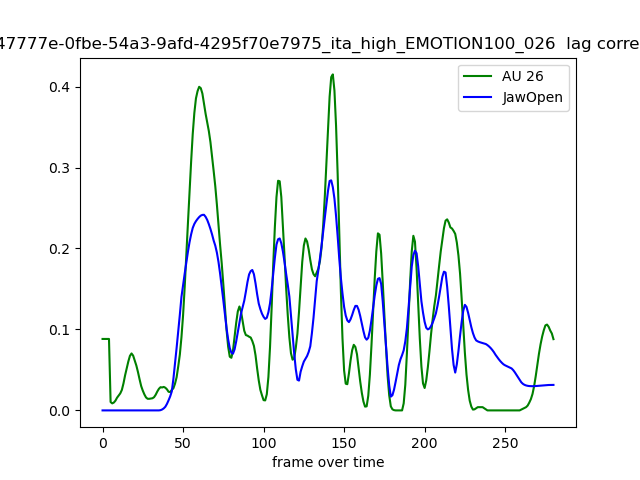 47777e-0fbe-54a3-9afd-4295f70e7975_ita_high_EMOTION100_026 lag corre
AU 26
JawOpen
0.4
0.3
0.2
0.1
0.0
0 50 100 150 200 250
frame over time